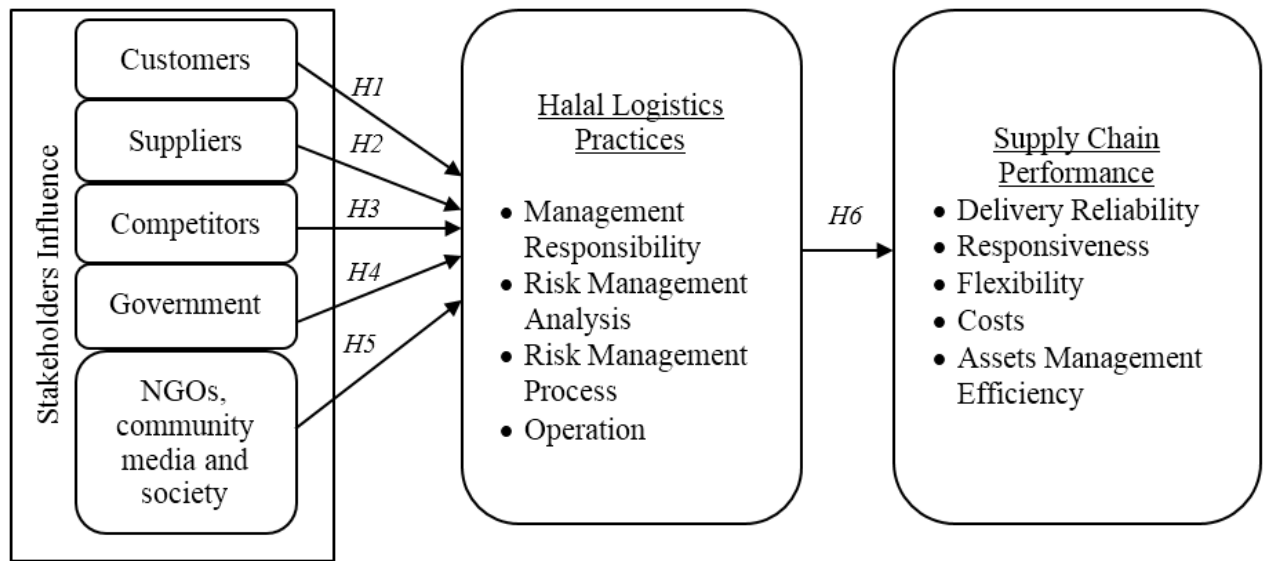 Stakeholders Influence
Customers
Suppliers
Competitors
Government
NGOs,
community
media and
society
H1
H2
H3
H4
H5
Halal Logistics
Practices
• Management
Responsibility
• Risk Management
Analysis
• Risk Management
Process
• Operation
H6
Supply Chain
Performance
• Delivery Reliability
• Responsiveness
• Flexibility
• Costs
• Assets Management
Efficiency